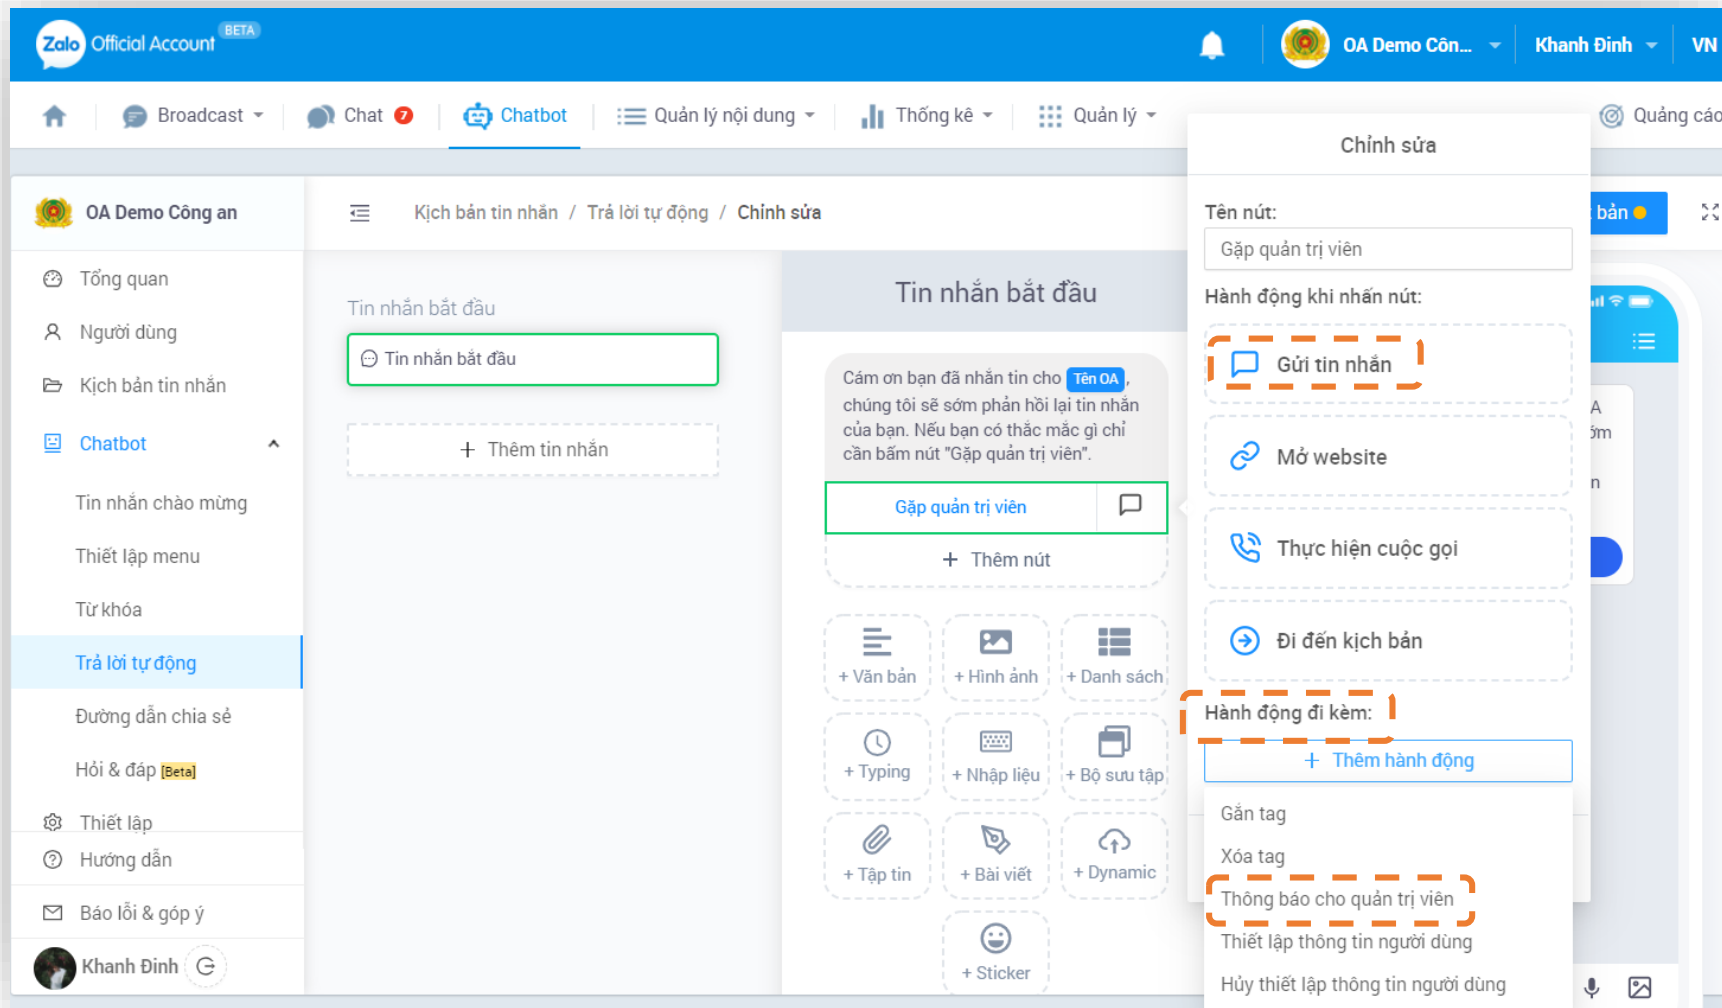 Zalo Official Account BETA
OA Demo Côn...
Khanh Đinh
VN
Broadcast
Chat 7
Chatbot
Quản lý nội dung
Thống kê
Quản lý
Quảng cáo
OA Demo Công an
Tổng quan
Người dùng
Kịch bản tin nhắn
Chatbot
Tin nhắn chào mừng
Thiết lập menu
Từ khóa
Trả lời tự động
Đường dẫn chia sẻ
Hỏi & đáp [Beta]
Thiết lập
Hướng dẫn
Báo lỗi & góp ý
Khanh Đinh
Kịch bản tin nhắn / Trả lời tự động / Chỉnh sửa
Tin nhắn bắt đầu
Tin nhắn bắt đầu
+ Thêm tin nhắn
Tin nhắn bắt đầu
Cám ơn bạn đã nhắn tin cho Tên OA,
chúng tôi sẽ sớm phản hồi lại tin nhắn
của bạn. Nếu bạn có thắc mắc gì chỉ
cần bấm nút "Gặp quản trị viên".
Gặp quản trị viên
+ Thêm nút
+ Văn bản
+ Hình ảnh
+ Danh sách
+ Typing
+ Nhập liệu
+ Bộ sưu tập
+ Tập tin
+ Bài viết
+ Dynamic
+ Sticker
Chỉnh sửa
Tên nút:
Gặp quản trị viên
Hành động khi nhấn nút:
Gửi tin nhắn
Mở website
Thực hiện cuộc gọi
Đi đến kịch bản
Hành động đi kèm:
+ Thêm hành động
Gắn tag
Xóa tag
Thông báo cho quản trị viên
Thiết lập thông tin người dùng
Hủy thiết lập thông tin người dùng
bản